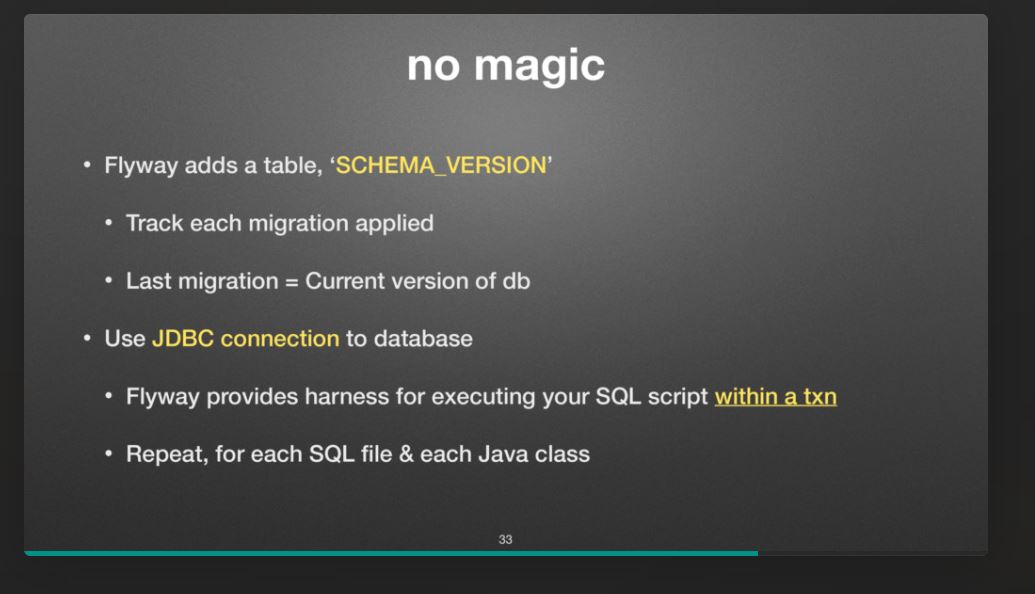 no magic
• Flyway adds a table, ‘SCHEMA_VERSION’
• Track each migration applied
• Last migration = Current version of db
• Use JDBC connection to database
• Flyway provides harness for executing your SQL script within a txn
• Repeat, for each SQL file & each Java class
33